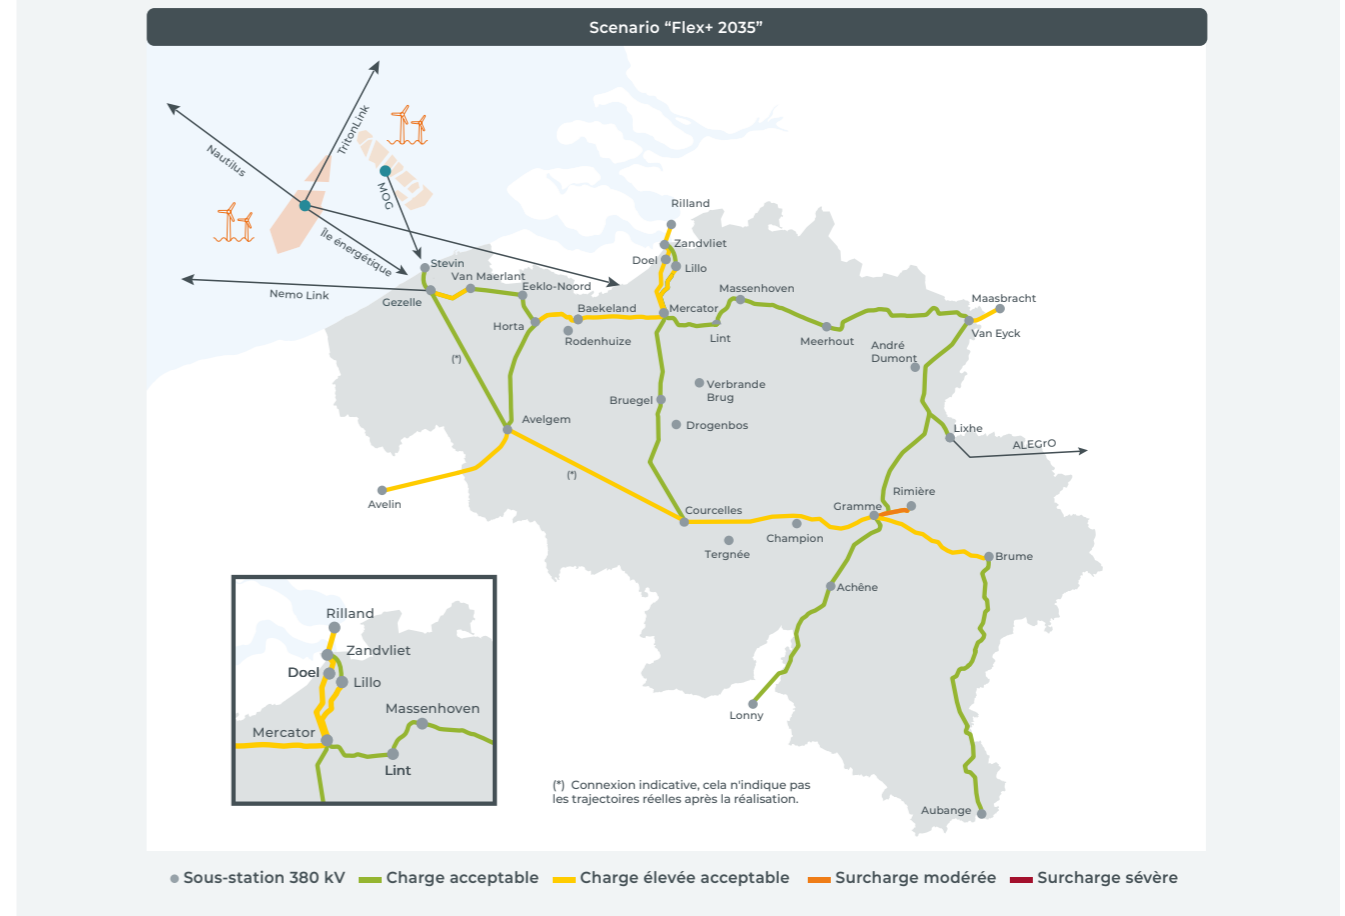 Scenario “Flex+ 2035”
TritonLink
Nautilus
MOG
Île énergétique
Nemo Link
Rilland
Zandvliet
Doel
Lillo
Stevin
Van Maerlant
Eeklo-Noord
Gezelle
Massenhoven
Maasbracht
Baekeland
Mercator
Horta
Rodenhuize
Lint
Meerhout
Van Eyck
André
Dumont
(*)
Verbrande
Brug
Bruegel
Avelgem
Drogenbos
Lixhe
ALEGrO
(*)
Avelin
Rimière
Gramme
Courcelles
Champion
Tergnée
Brume
Achêne
Lonny
Aubange
Rilland
Zandvliet
Doel
Lillo
Massenhoven
Mercator
Lint
(*) Connexion indicative, cela n'indique pas
les trajectoires réelles après la réalisation.
Sous-station 380 kV
Charge acceptable
Charge élevée acceptable
Surcharge modérée
Surcharge sévère